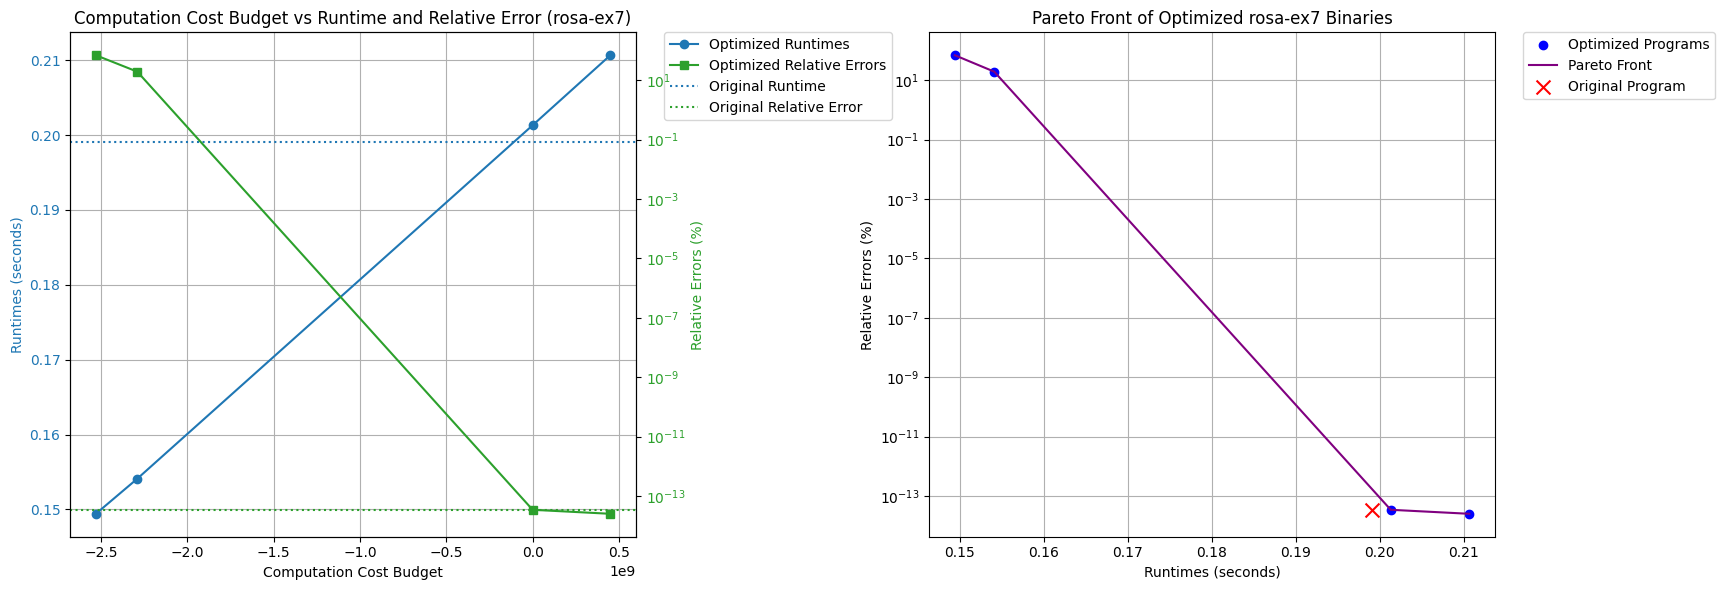 Computation Cost Budget vs Runtime and Relative Error (rosa-ex7)
Runtimes (seconds)
0.21
0.20
0.19
0.18
0.17
0.16
0.15
−2.5
−2.0
−1.5
−1.0
−0.5
0.0
0.5
1e9
Computation Cost Budget
10¹
10⁻¹
10⁻³
10⁻⁵
10⁻⁷
10⁻⁹
10⁻¹¹
10⁻¹³
Relative Errors (%)
Optimized Runtimes
Optimized Relative Errors
Original Runtime
Original Relative Error
Pareto Front of Optimized rosa-ex7 Binaries
Relative Errors (%)
10¹
10⁻¹
10⁻³
10⁻⁵
10⁻⁷
10⁻⁹
10⁻¹¹
10⁻¹³
0.15
0.16
0.17
0.18
0.19
0.20
0.21
Runtimes (seconds)
Optimized Programs
Pareto Front
Original Program